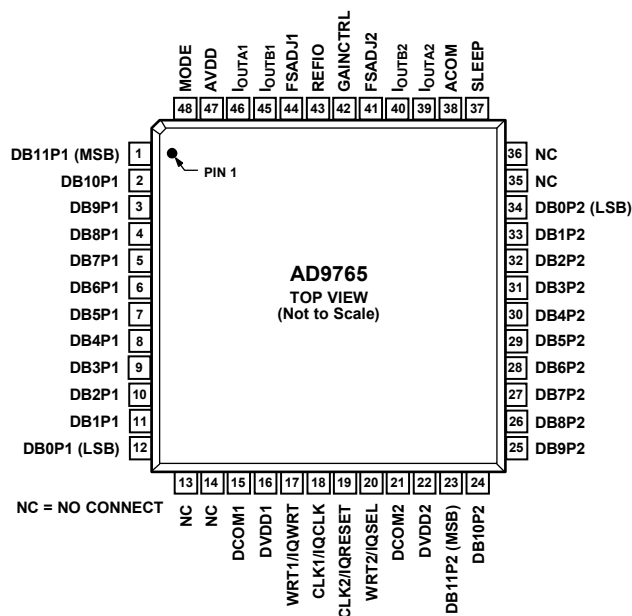 MODE
AVDD
IOUTA1
IOUTB1
FSADJ1
REFIO
GAINCTRL
FSADJ2
IOUTB2
IOUTA2
ACOM
SLEEP
48 47 46 45 44 43 42 41 40 39 38 37
DB11P1 (MSB) 1
DB10P1 2
DB9P1 3
DB8P1 4
DB7P1 5
DB6P1 6
DB5P1 7
DB4P1 8
DB3P1 9
DB2P1 10
DB1P1 11
DB0P1 (LSB) 12
PIN 1
AD9765
TOP VIEW
(Not to Scale)
36 NC
35 NC
34 DB0P2 (LSB)
33 DB1P2
32 DB2P2
31 DB3P2
30 DB4P2
29 DB5P2
28 DB6P2
27 DB7P2
26 DB8P2
25 DB9P2
13 14 15 16 17 18 19 20 21 22 23 24
NC
NC
DCOM1
DVDD1
WRT1/IQWRT
CLK1/IQCLK
CLK2/IQRESET
WRT2/IQSEL
DCOM2
DVDD2
DB11P2 (MSB)
DB10P2
NC = NO CONNECT